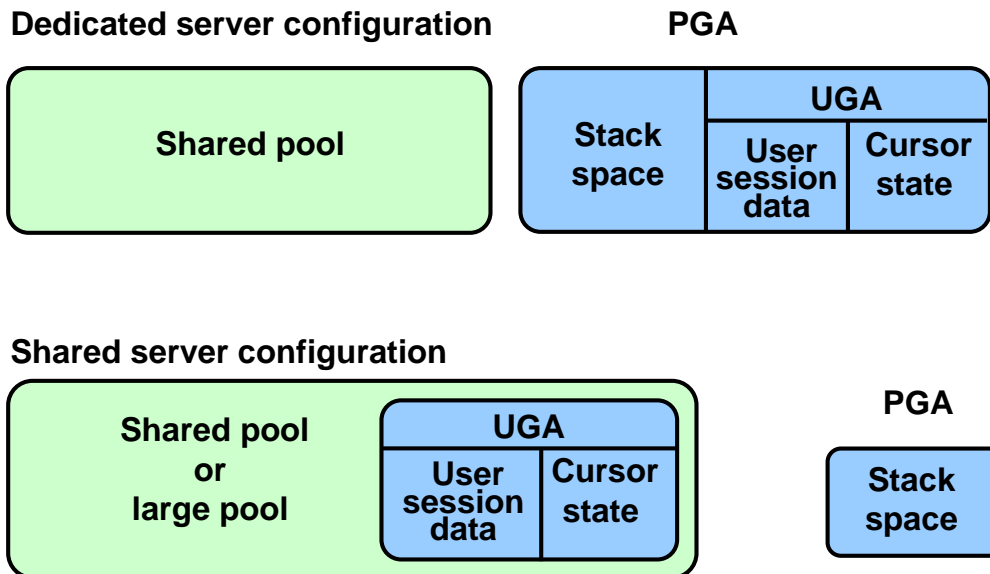 Dedicated server configuration
PGA
Shared pool
Stack
space
UGA
User
session
data
Cursor
state
Shared server configuration
Shared pool
or
large pool
UGA
User
session
data
Cursor
state
PGA
Stack
space